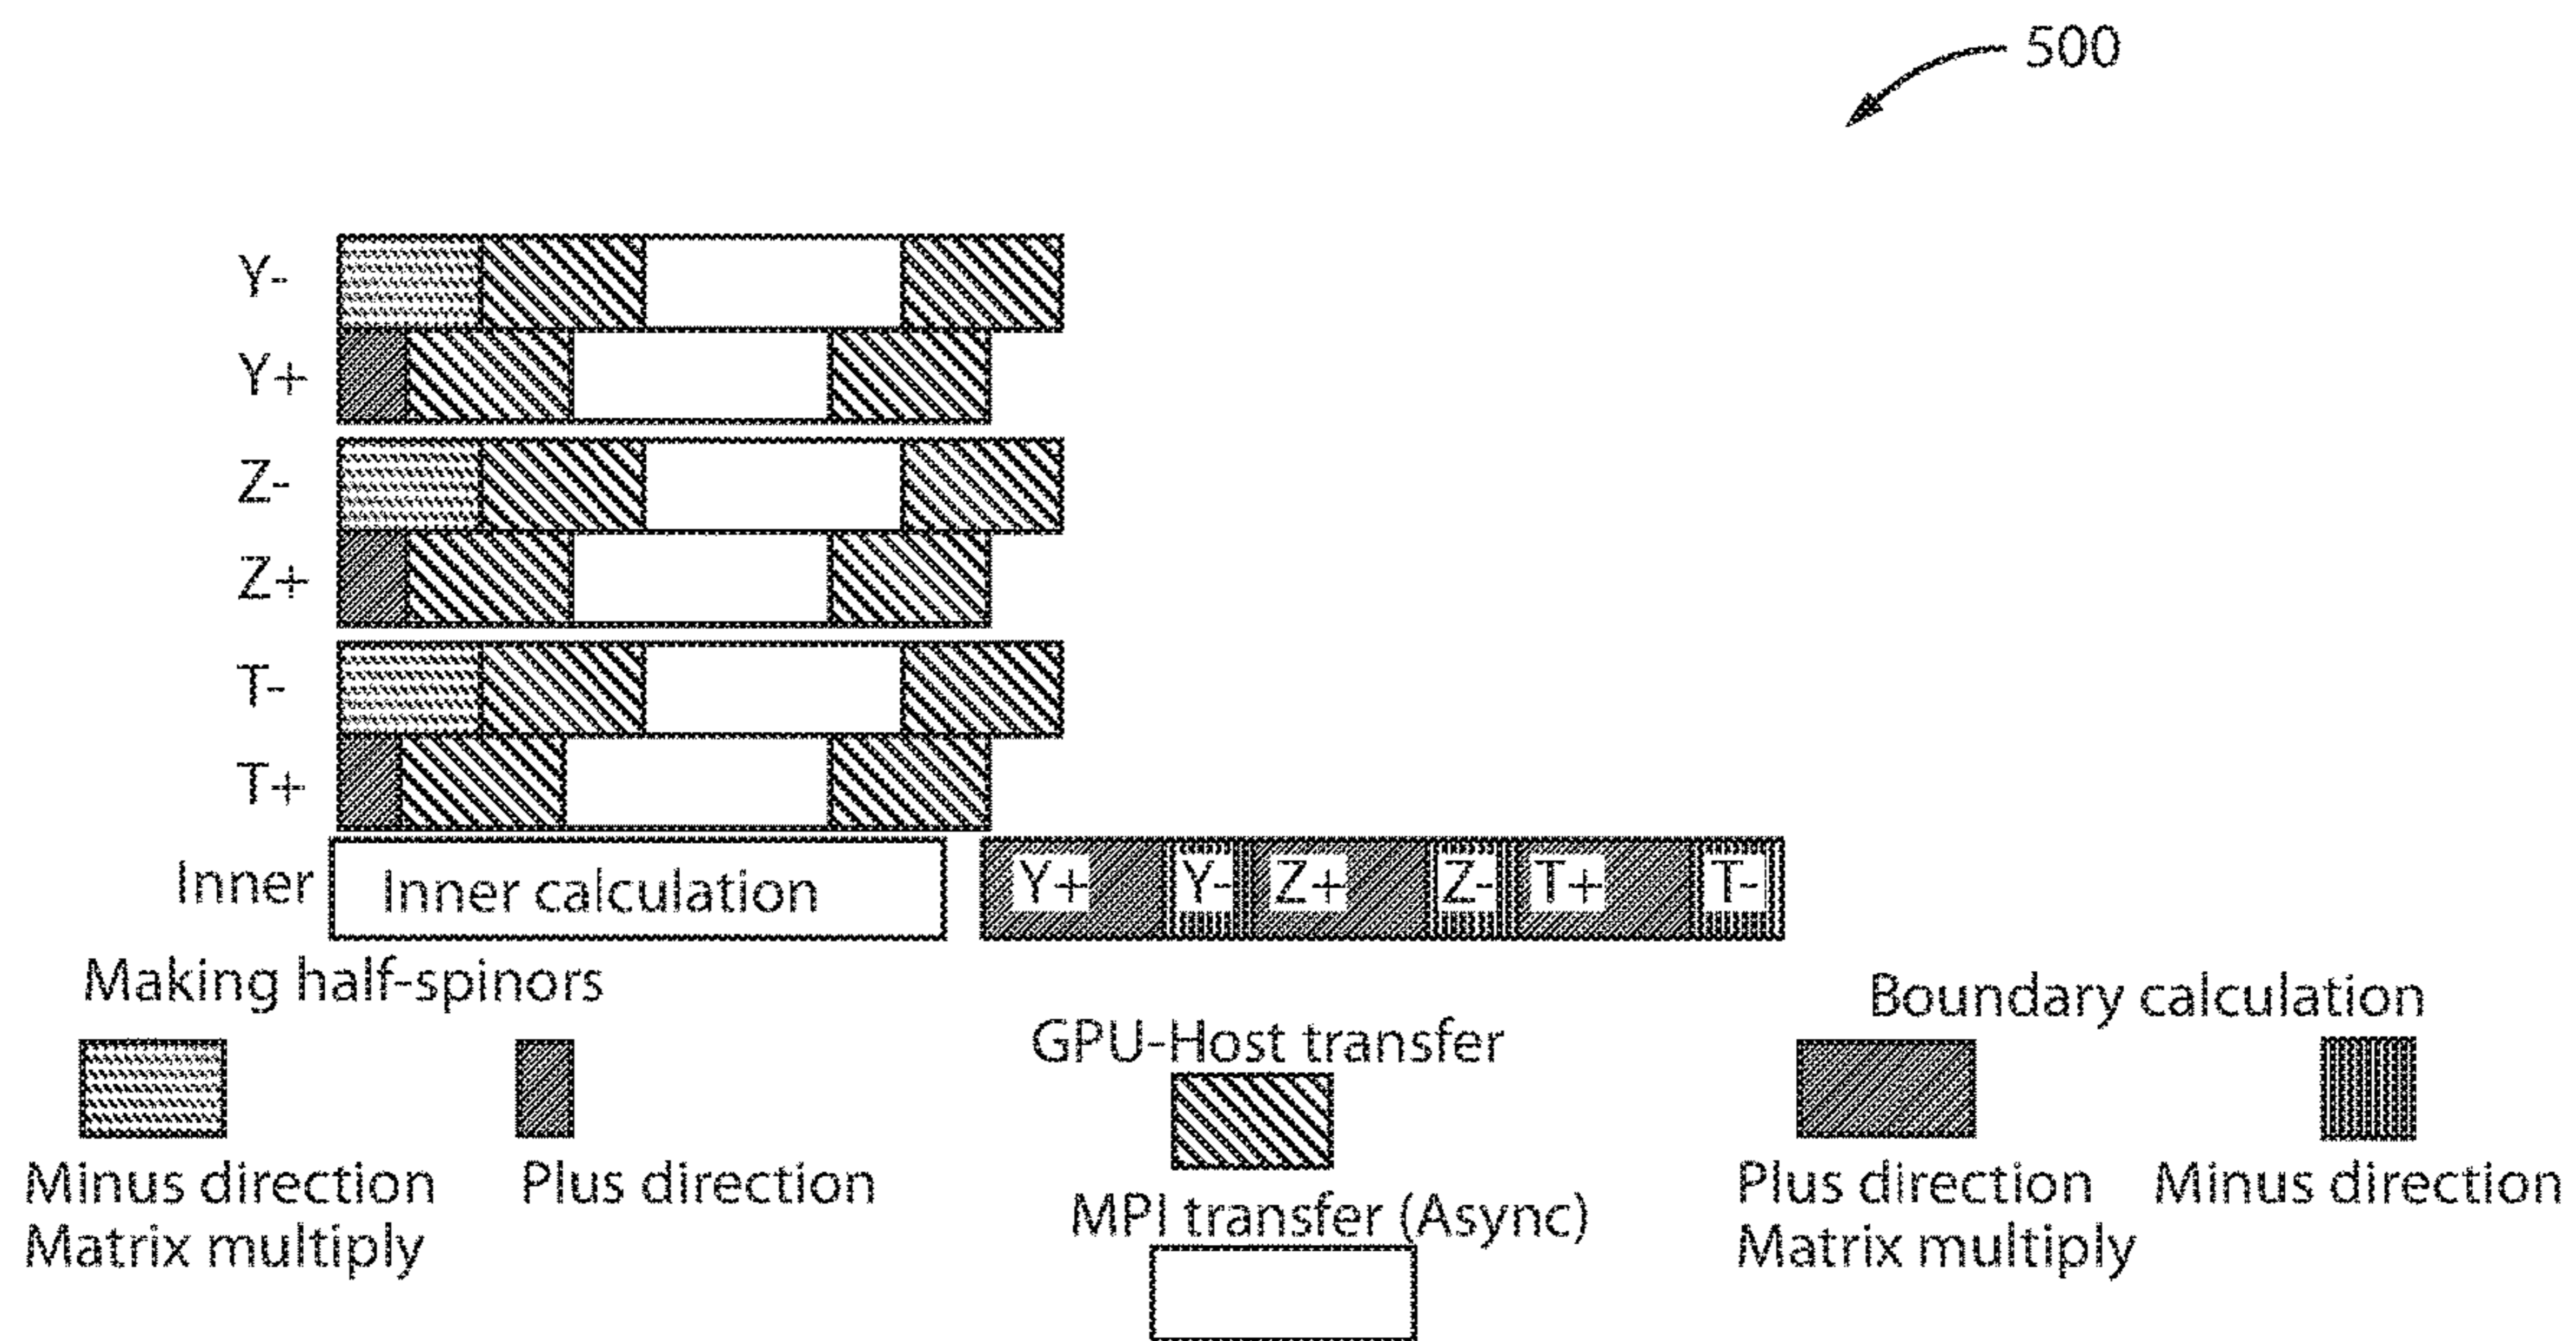 500
Y-
Y+
Z-
Z+
T-
T+
Inner
Inner calculation
Y+ Y- Z+ Z- T+ T-
Making half-spinors
Minus direction
Matrix multiply
Plus direction
GPU-Host transfer
MPI transfer (Async)
Boundary calculation
Plus direction
Matrix multiply
Minus direction